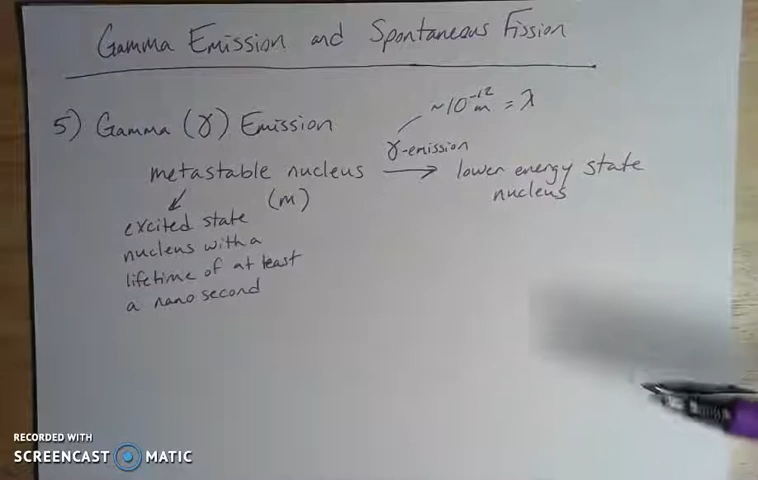 Gamma Emission and Spontaneous Fission
~10⁻¹² m = λ
5) Gamma (γ) Emission
γ-emission
metastable nucleus → lower energy state
nucleus
(m)
excited state
nucleus with a
lifetime of at least
a nano second
RECORDED WITH
SCREENCAST MATIC